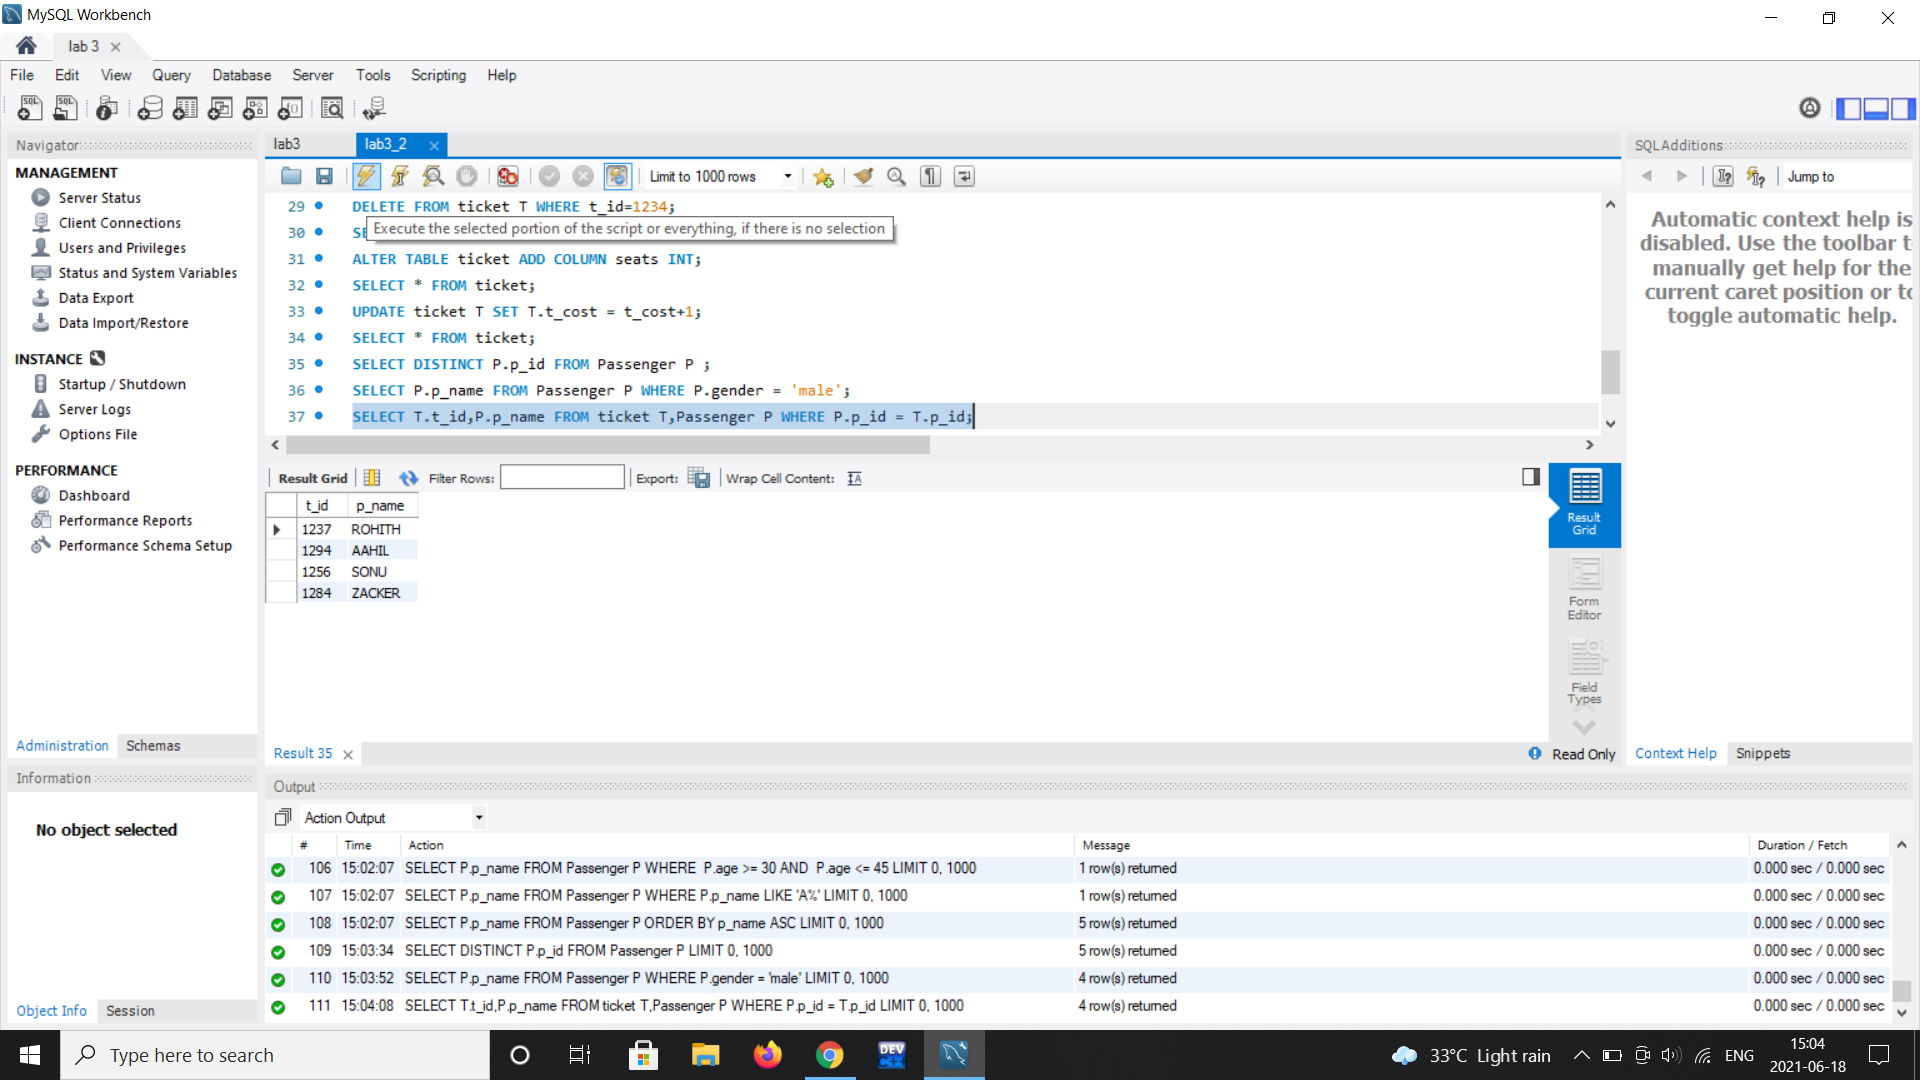 MySQL Workbench
lab 3
File Edit View Query Database Server Tools Scripting Help
Navigator
MANAGEMENT
Server Status
Client Connections
Users and Privileges
Status and System Variables
Data Export
Data Import/Restore
INSTANCE
Startup / Shutdown
Server Logs
Options File
PERFORMANCE
Dashboard
Performance Reports
Performance Schema Setup
Administration Schemas
Information
No object selected
Object Info Session
lab3 lab3_2
Limit to 1000 rows
29 DELETE FROM ticket T WHERE t_id=1234;
30
Execute the selected portion of the script or everything, if there is no selection
31 ALTER TABLE ticket ADD COLUMN seats INT;
32 SELECT * FROM ticket;
33 UPDATE ticket T SET T.t_cost = t_cost+1;
34 SELECT * FROM ticket;
35 SELECT DISTINCT P.p_id FROM Passenger P ;
36 SELECT P.p_name FROM Passenger P WHERE P.gender = 'male';
37 SELECT T.t_id,P.p_name FROM ticket T,Passenger P WHERE P.p_id = T.p_id;
Result Grid Filter Rows: Export: Wrap Cell Content:
t_id p_name
1237 ROHITH
1294 AAHIL
1256 SONU
1284 ZACKER
Result Grid
Form Editor
Field Types
Result 35
Read Only
SQLAdditions
Jump to
Automatic context help is
disabled. Use the toolbar t
manually get help for the
current caret position or to
toggle automatic help.
Context Help Snippets
Output
Action Output
# Time Action Message Duration / Fetch
106 15:02:07 SELECT P.p_name FROM Passenger P WHERE P.age >= 30 AND P.age <= 45 LIMIT 0, 1000 1 row(s) returned 0.000 sec / 0.000 sec
107 15:02:07 SELECT P.p_name FROM Passenger P WHERE P.p_name LIKE 'A%' LIMIT 0, 1000 1 row(s) returned 0.000 sec / 0.000 sec
108 15:02:07 SELECT P.p_name FROM Passenger P ORDER BY p_name ASC LIMIT 0, 1000 5 row(s) returned 0.000 sec / 0.000 sec
109 15:03:34 SELECT DISTINCT P.p_id FROM Passenger P LIMIT 0, 1000 5 row(s) returned 0.000 sec / 0.000 sec
110 15:03:52 SELECT P.p_name FROM Passenger P WHERE P.gender = 'male' LIMIT 0, 1000 4 row(s) returned 0.000 sec / 0.000 sec
111 15:04:08 SELECT T.t_id,P.p_name FROM ticket T,Passenger P WHERE P.p_id = T.p_id LIMIT 0, 1000 4 row(s) returned 0.000 sec / 0.000 sec
Type here to search
DEV C++
33°C Light rain
ENG
15:04
2021-06-18